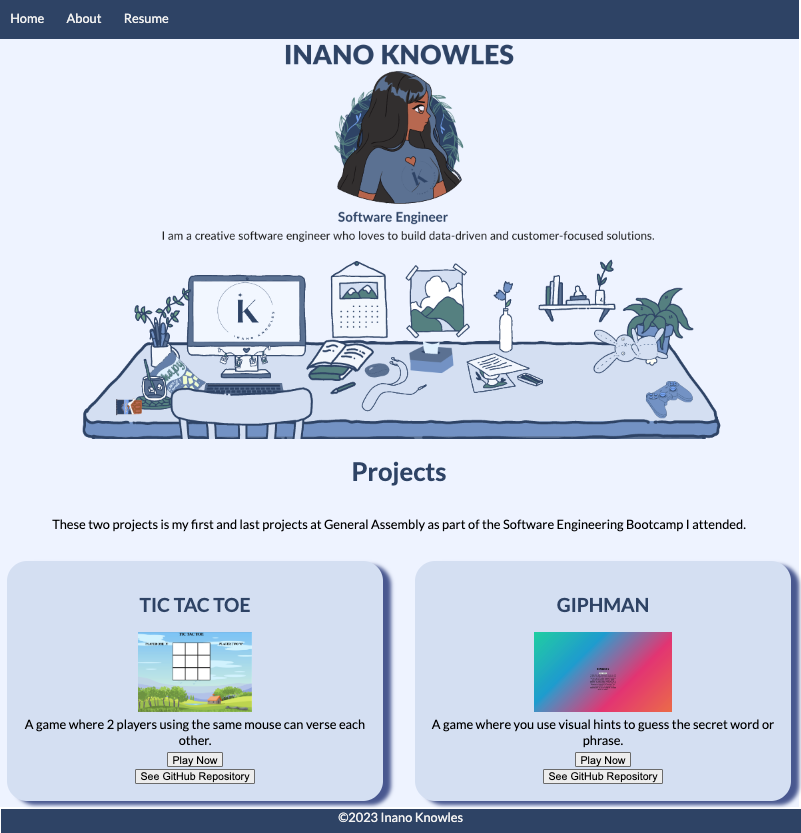 Home About Resume
INANO KNOWLES
Software Engineer
I am a creative software engineer who loves to build data-driven and customer-focused solutions.
Projects
These two projects is my first and last projects at General Assembly as part of the Software Engineering Bootcamp I attended.
TIC TAC TOE
TIC TAC TOE
A game where 2 players using the same mouse can verse each
other.
Play Now
See GitHub Repository
GIPHMAN
A game where you use visual hints to guess the secret word or
phrase.
Play Now
See GitHub Repository
©2023 Inano Knowles